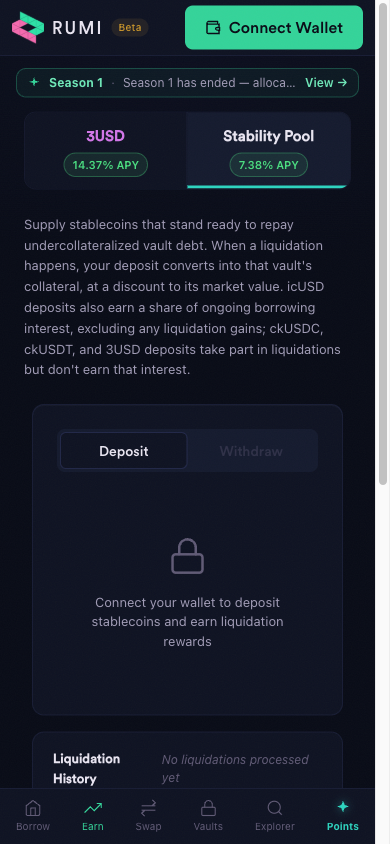 RUMI Beta Connect Wallet
Season 1 · Season 1 has ended — alloca... View →
3USD Stability Pool
14.37% APY 7.38% APY
Supply stablecoins that stand ready to repay
undercollateralized vault debt. When a liquidation
happens, your deposit converts into that vault's
collateral, at a discount to its market value. icUSD
deposits also earn a share of ongoing borrowing
interest, excluding any liquidation gains; ckUSDC,
ckUSDT, and 3USD deposits take part in liquidations
but don't earn that interest.
Deposit Withdraw
Connect your wallet to deposit
stablecoins and earn liquidation
rewards
Liquidation
History
No liquidations processed
yet
Borrow Earn Swap Vaults Explorer Points